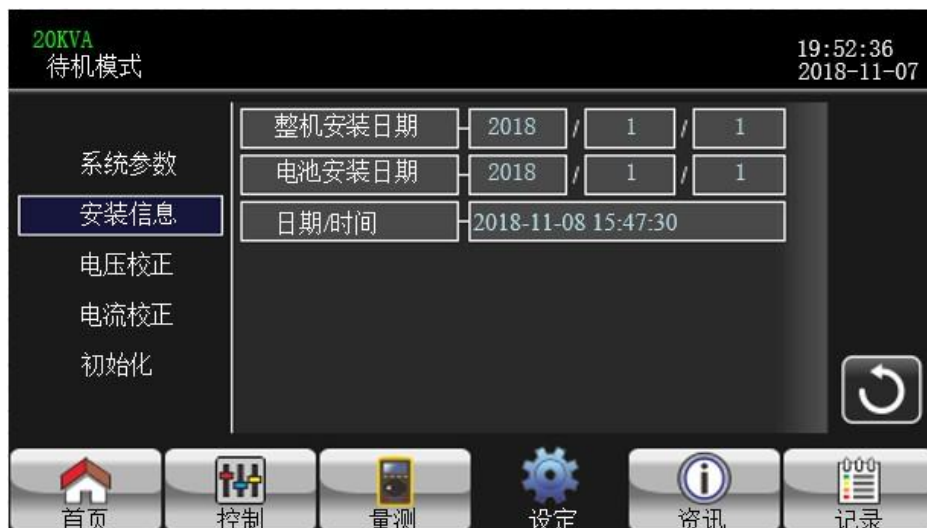 20KVA
待机模式
19:52:36
2018-11-07
系统参数
安装信息
电压校正
电流校正
初始化
整机安装日期 2018 / 1 / 1
电池安装日期 2018 / 1 / 1
日期/时间 2018-11-08 15:47:30
首页 控制 量测 设定 资讯 记录